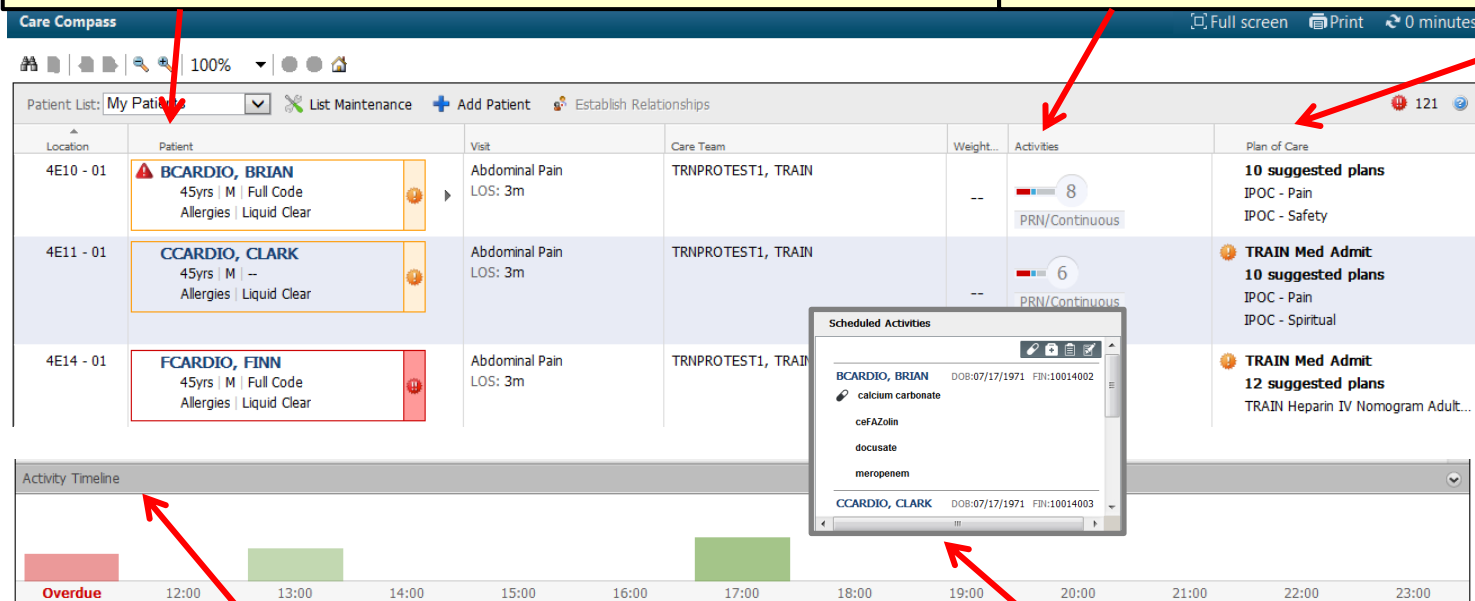 Care Compass Full screen Print 0 minutes
100%
Patient List: My Patients List Maintenance Add Patient Establish Relationships 121
Location Patient Visit Care Team Weight... Activities Plan of Care
4E10 - 01 BCARDIO, BRIAN Abdominal Pain TRNPROTEST1, TRAIN -- 8 10 suggested plans
45yrs | M | Full Code LOS: 3m IPOC - Pain
Allergies | Liquid Clear PRN/Continuous IPOC - Safety
4E11 - 01 CCARDIO, CLARK Abdominal Pain TRNPROTEST1, TRAIN -- 6 TRAIN Med Admit
45yrs | M | -- LOS: 3m 10 suggested plans
Allergies | Liquid Clear PRN/Continuous IPOC - Pain
IPOC - Spiritual
4E14 - 01 FCARDIO, FINN Abdominal Pain TRNPROTEST1, TRAIN TRAIN Med Admit
45yrs | M | Full Code LOS: 3m 12 suggested plans
Allergies | Liquid Clear TRAIN Heparin IV Nomogram Adult...
Scheduled Activities
BCARDIO, BRIAN DOB:07/17/1971 FIN:10014002
calcium carbonate
ceFAZolin
docusate
meropenem
CCARDIO, CLARK DOB:07/17/1971 FIN:10014003
Activity Timeline
Overdue 12:00 13:00 14:00 15:00 16:00 17:00 18:00 19:00 20:00 21:00 22:00 23:00